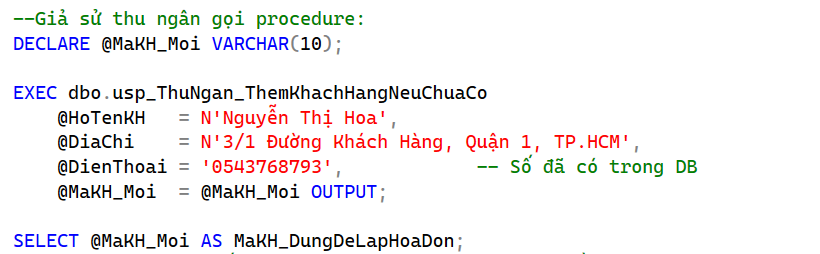 --Giả sử thu ngân gọi procedure:
DECLARE @MaKH_Moi VARCHAR(10);
EXEC dbo.usp_ThuNgan_ThemKhachHangNeuChuaCo
@HoTenKH = N'Nguyễn Thị Hoa',
@DiaChi = N'3/1 Đường Khách Hàng, Quận 1, TP.HCM',
@DienThoai = '0543768793', -- Số đã có trong DB
@MaKH_Moi = @MaKH_Moi OUTPUT;
SELECT @MaKH_Moi AS MaKH_DungDeLapHoaDon;